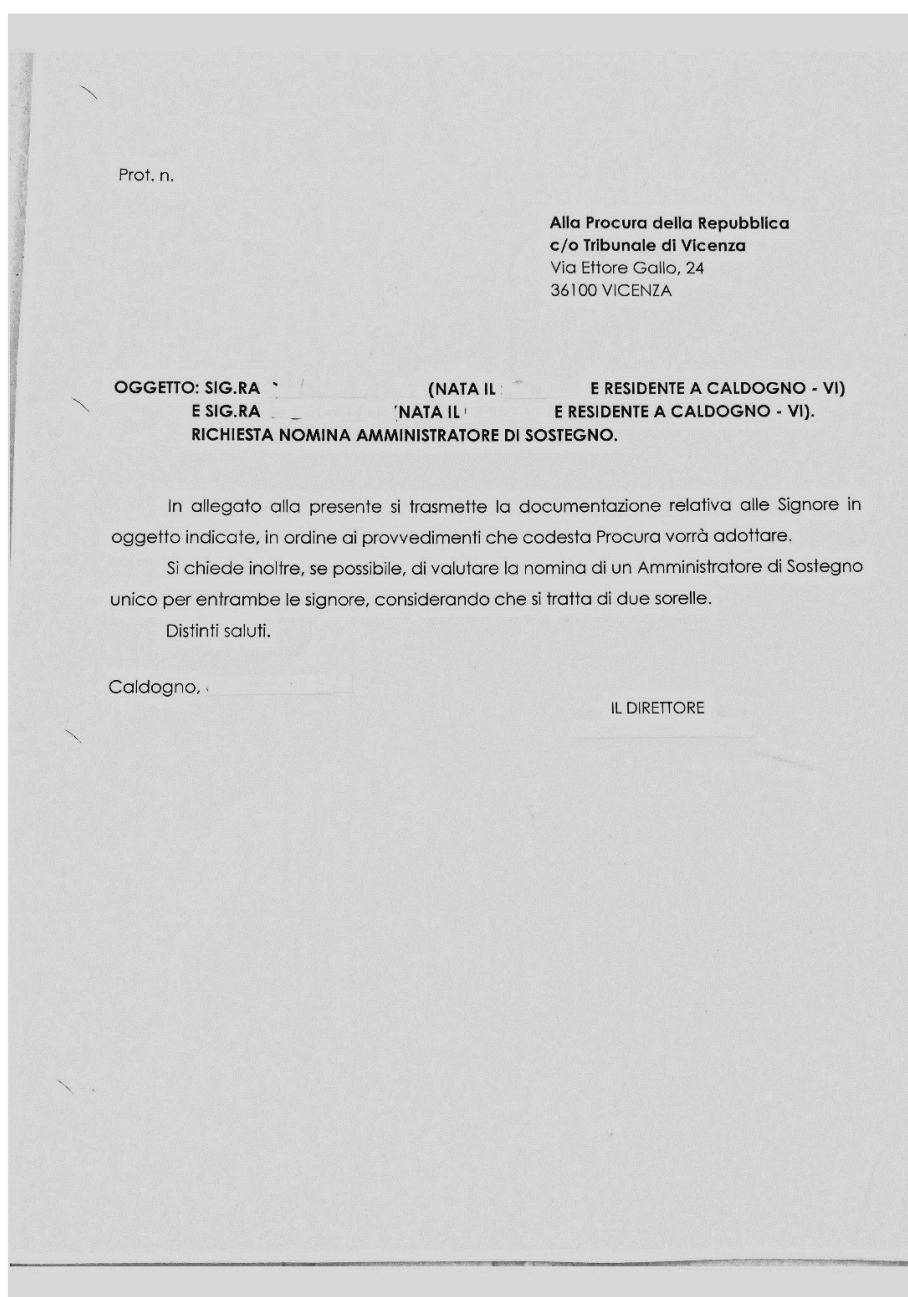 Prot. n.
Alla Procura della Repubblica
c/o Tribunale di Vicenza
Via Ettore Gallo, 24
36100 VICENZA
OGGETTO: SIG.RA (NATA IL E RESIDENTE A CALDOGNO - VI)
E SIG.RA NATA IL E RESIDENTE A CALDOGNO - VI).
RICHIESTA NOMINA AMMINISTRATORE DI SOSTEGNO.
In allegato alla presente si trasmette la documentazione relativa alle Signore in
oggetto indicate, in ordine ai provvedimenti che codesta Procura vorrà adottare.
Si chiede inoltre, se possibile, di valutare la nomina di un Amministratore di Sostegno
unico per entrambe le signore, considerando che si tratta di due sorelle.
Distinti saluti.
Caldogno,
IL DIRETTORE